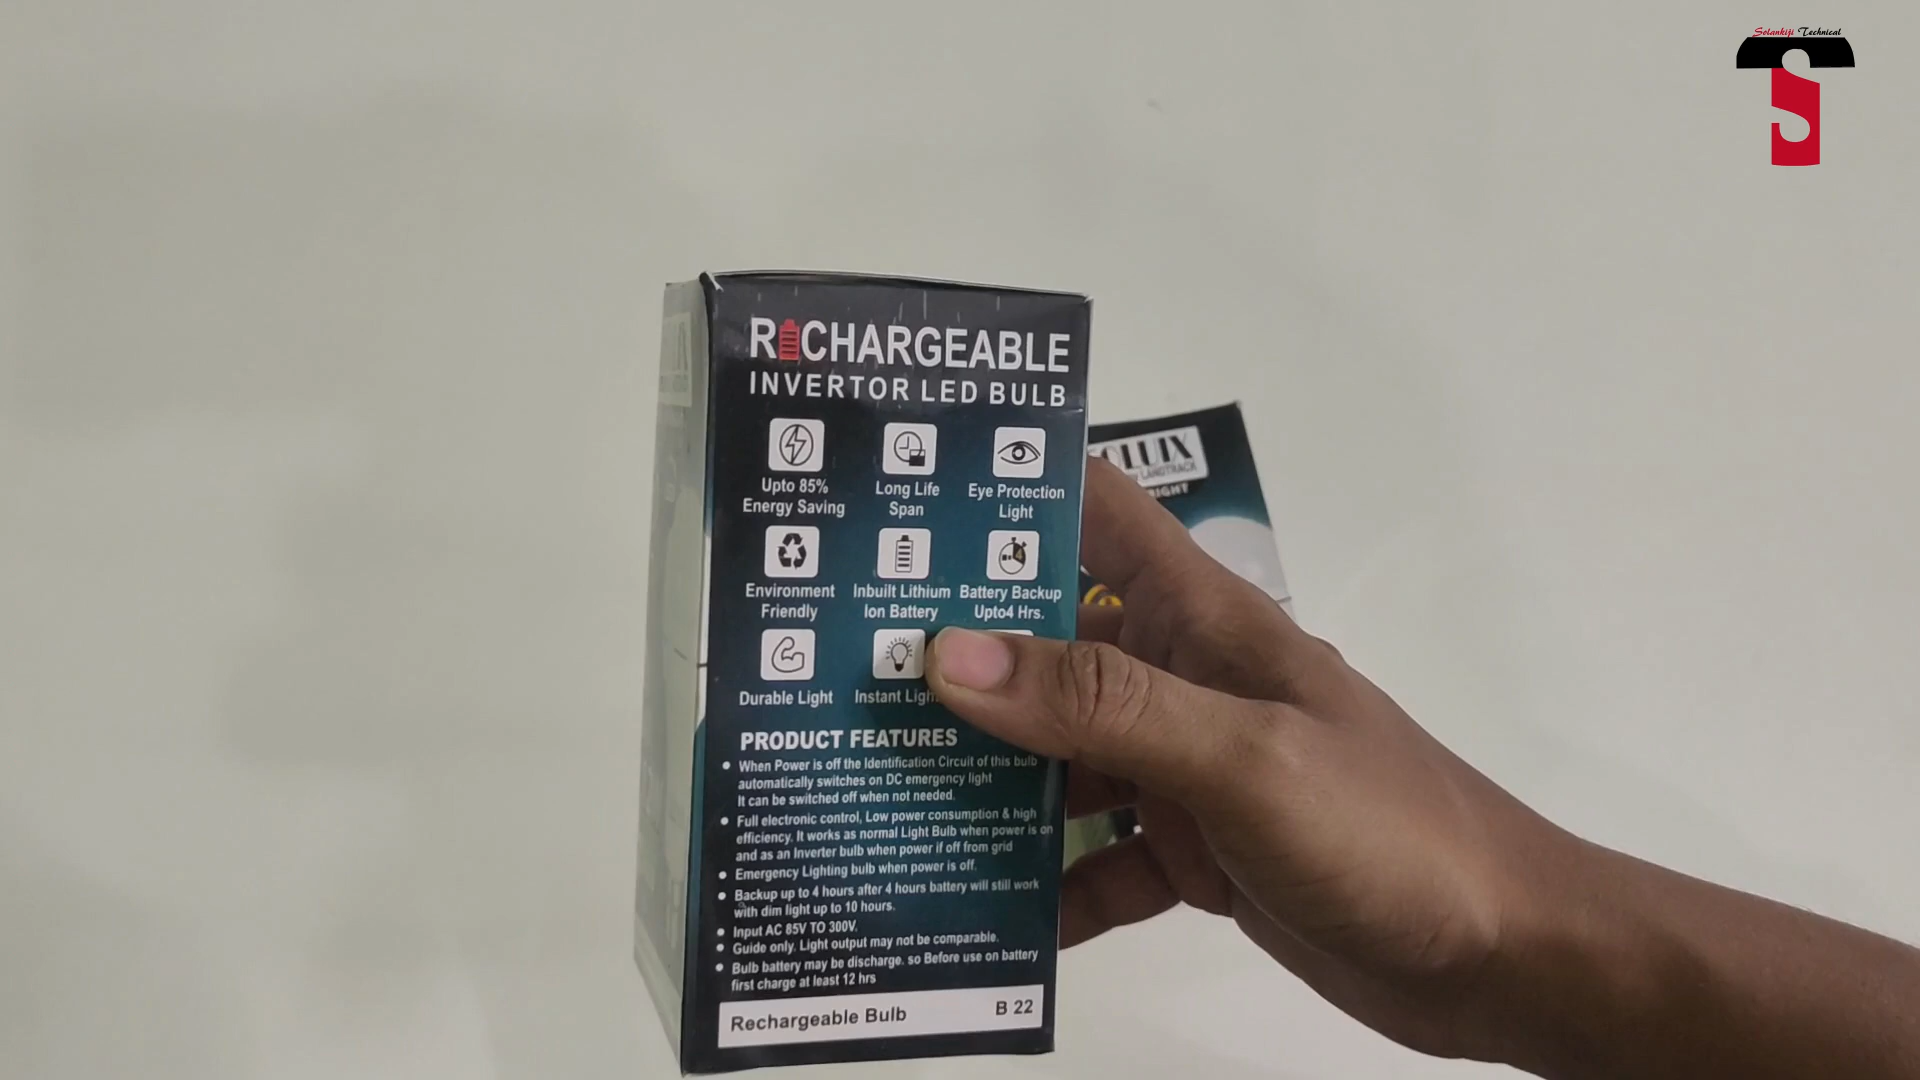 Solankiji Technical
RECHARGEABLE
INVERTOR LED BULB
Upto 85%
Energy Saving
Long Life
Span
Eye Protection
Light
Environment
Friendly
Inbuilt Lithium
Ion Battery
Battery Backup
Upto4 Hrs.
Durable Light
Instant Ligh
PRODUCT FEATURES
When Power is off the Identification Circuit of this bulb
automatically switches on DC emergency light
It can be switched off when not needed.
Full electronic control, Low power consumption & high
efficiency. It works as normal Light Bulb when power is on
and as an Inverter bulb when power if off from grid
Emergency Lighting bulb when power is off.
Backup up to 4 hours after 4 hours battery will still work
with dim light up to 10 hours.
Input AC 85V TO 300V.
Guide only. Light output may not be comparable.
Bulb battery may be discharge. so Before use on battery
first charge at least 12 hrs
Rechargeable Bulb B 22
OLUIX
LANDTRACK